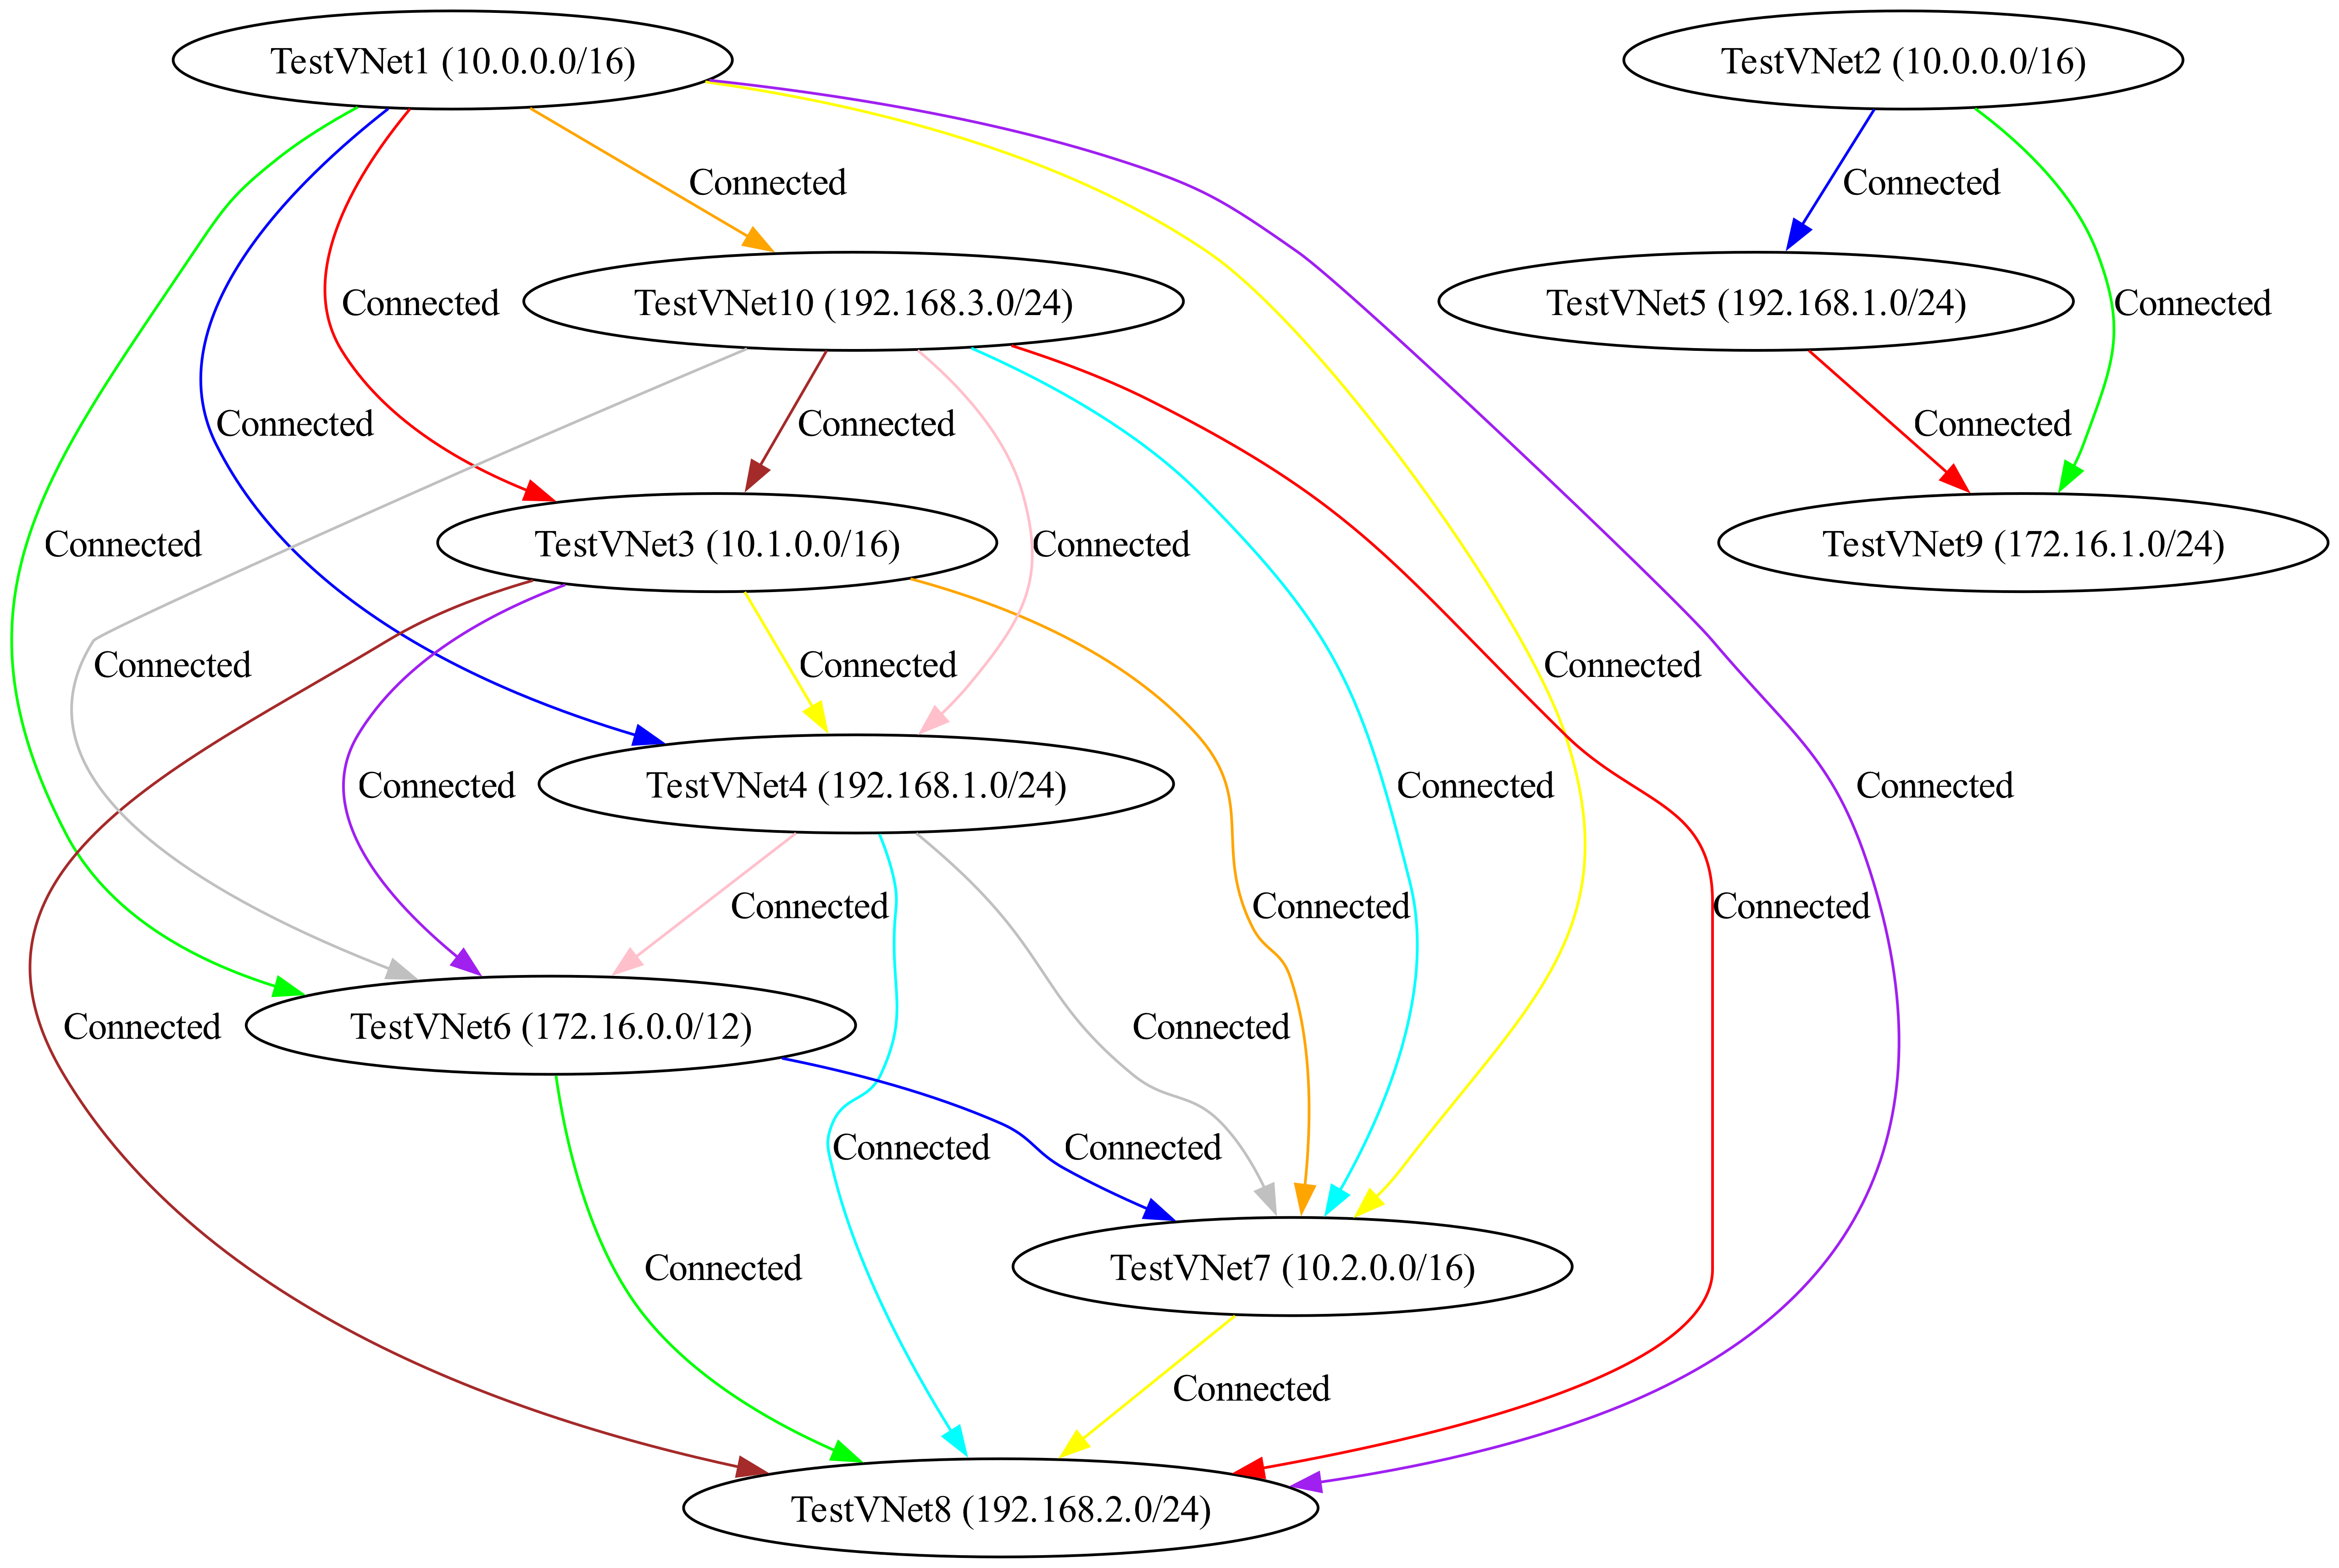 TestVNet1 (10.0.0.0/16)
TestVNet2 (10.0.0.0/16)
Connected
Connected
TestVNet10 (192.168.3.0/24)
TestVNet5 (192.168.1.0/24)
Connected
Connected
Connected
Connected
Connected
TestVNet3 (10.1.0.0/16)
TestVNet9 (172.16.1.0/24)
Connected
Connected
Connected
Connected
Connected
TestVNet4 (192.168.1.0/24)
Connected
Connected
Connected
Connected
Connected
Connected
TestVNet6 (172.16.0.0/12)
Connected
Connected
Connected
Connected
TestVNet7 (10.2.0.0/16)
Connected
Connected
TestVNet8 (192.168.2.0/24)